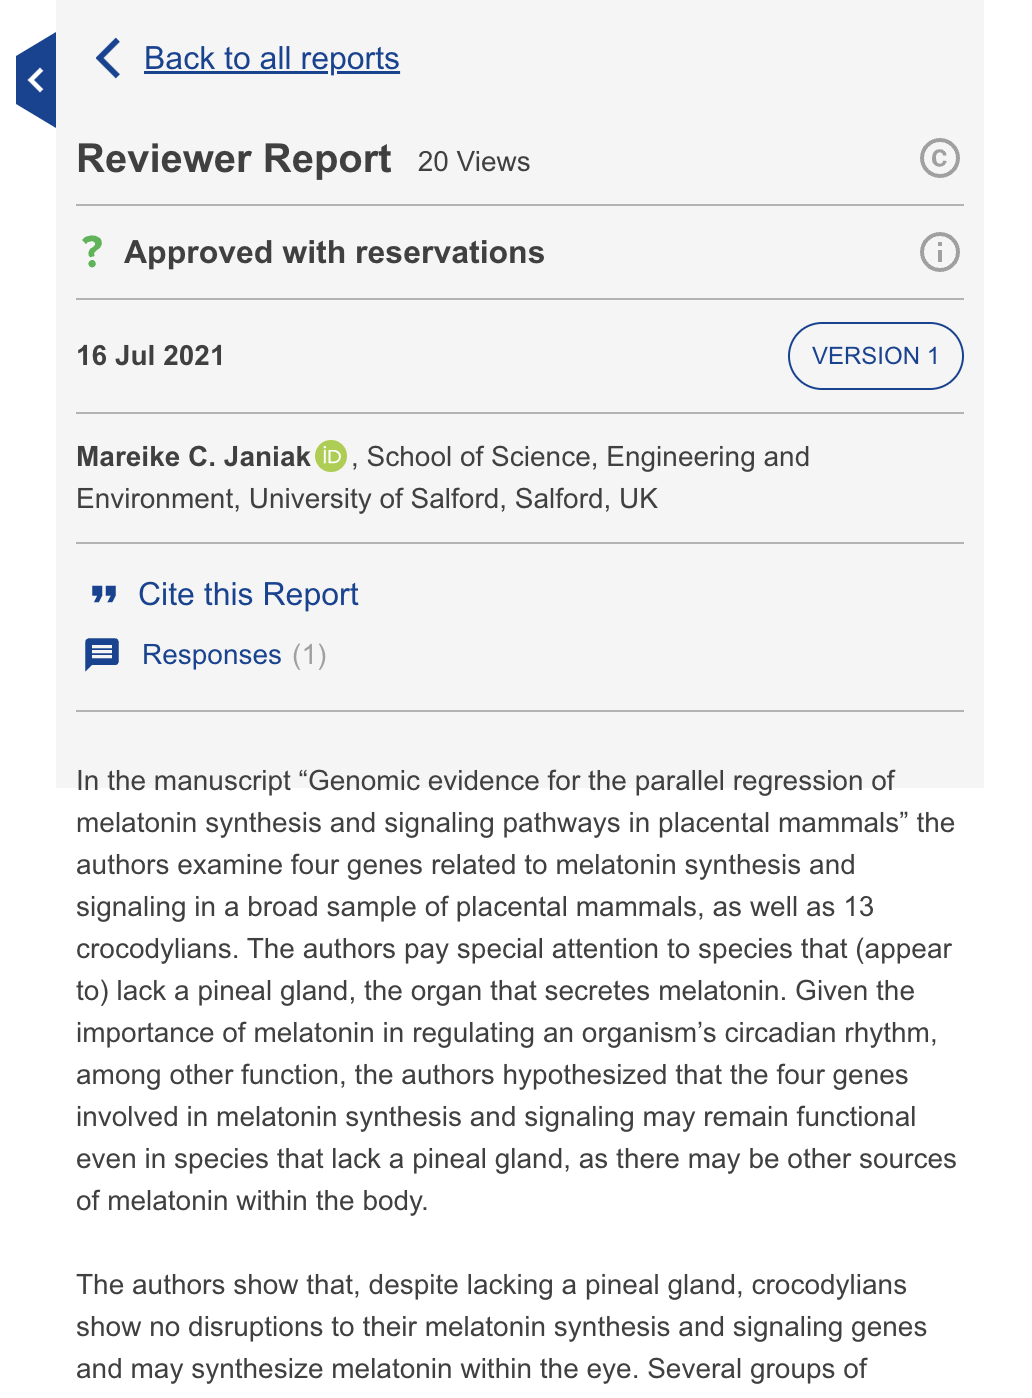 Back to all reports
Reviewer Report 20 Views
©
? Approved with reservations
i
16 Jul 2021
VERSION 1
Mareike C. Janiak iD, School of Science, Engineering and
Environment, University of Salford, Salford, UK
Cite this Report
Responses (1)
In the manuscript “Genomic evidence for the parallel regression of
melatonin synthesis and signaling pathways in placental mammals” the
authors examine four genes related to melatonin synthesis and
signaling in a broad sample of placental mammals, as well as 13
crocodylians. The authors pay special attention to species that (appear
to) lack a pineal gland, the organ that secretes melatonin. Given the
importance of melatonin in regulating an organism’s circadian rhythm,
among other function, the authors hypothesized that the four genes
involved in melatonin synthesis and signaling may remain functional
even in species that lack a pineal gland, as there may be other sources
of melatonin within the body.
The authors show that, despite lacking a pineal gland, crocodylians
show no disruptions to their melatonin synthesis and signaling genes
and may synthesize melatonin within the eye. Several groups of